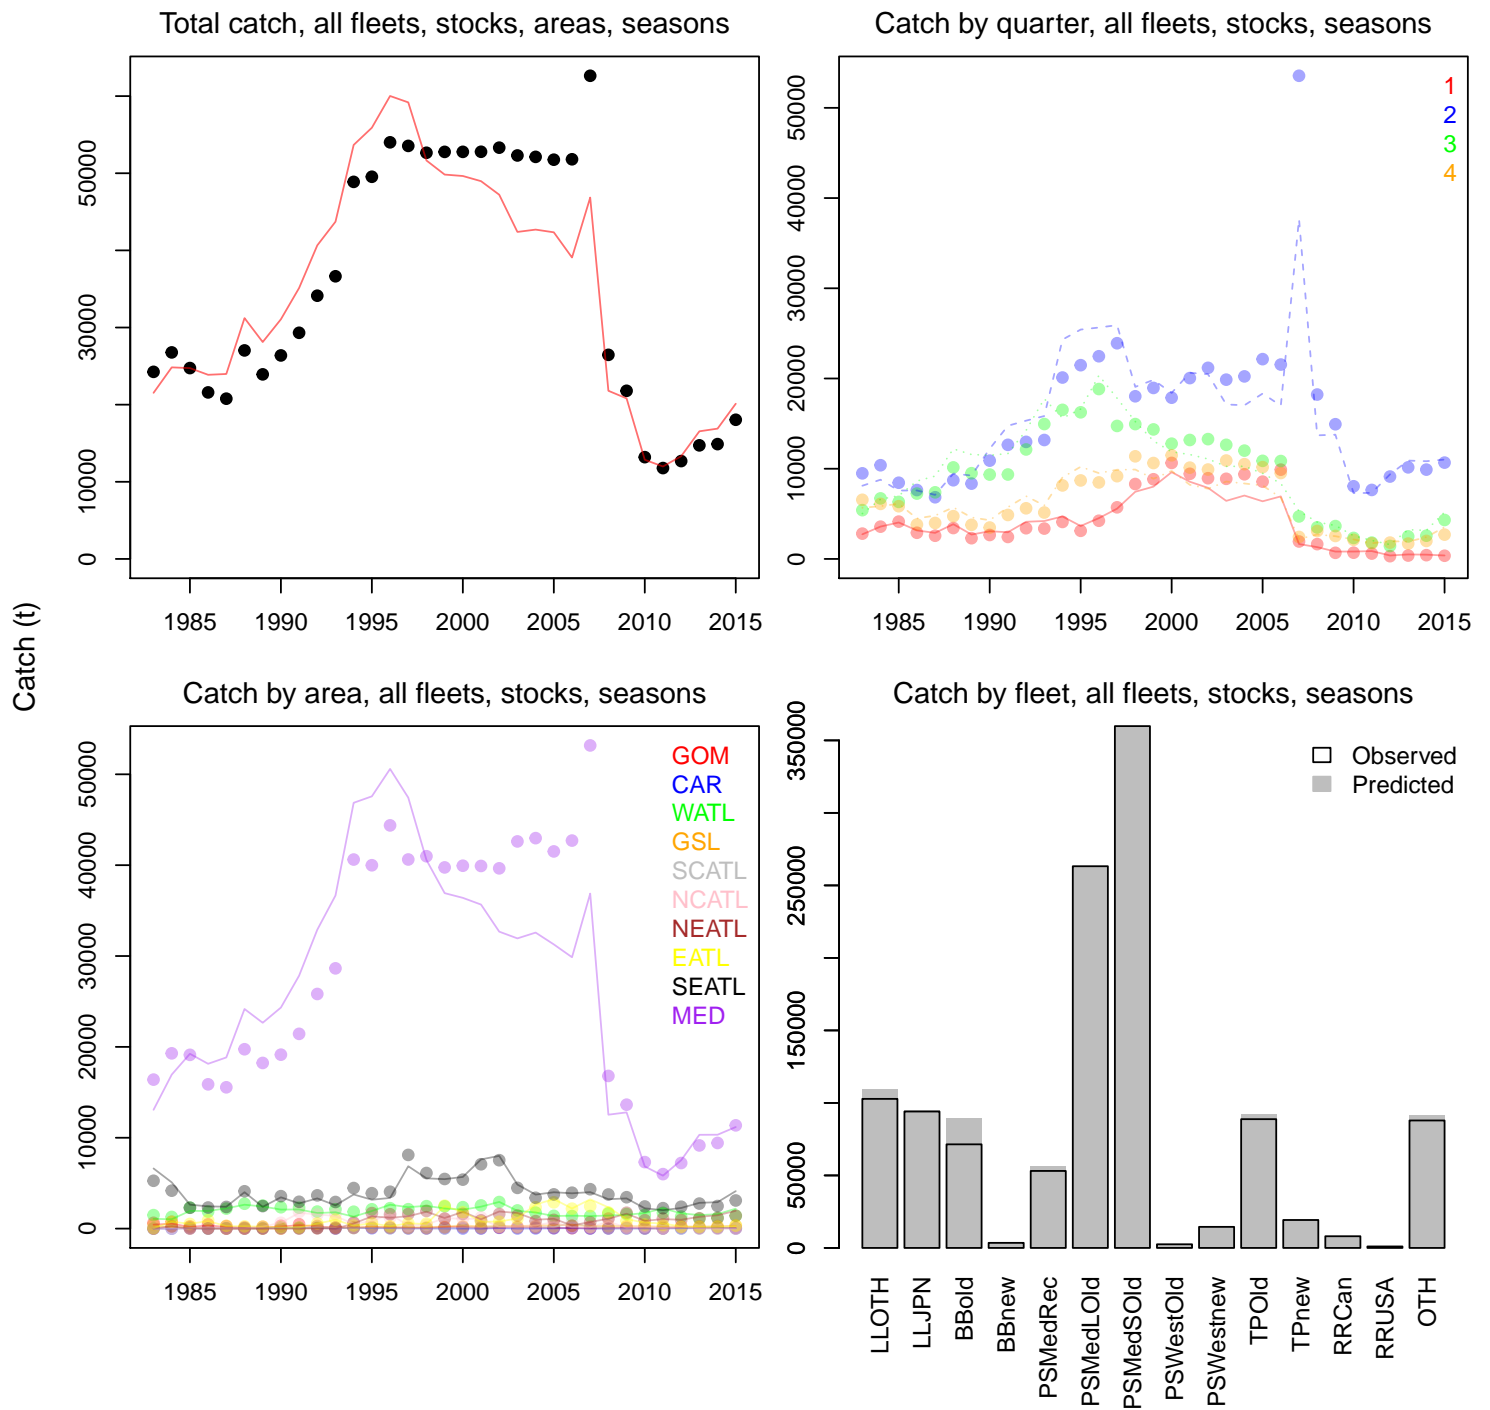 Total catch, all fleets, stocks, areas, seasons
0
10000
30000
50000
1985 1990 1995 2000 2005 2010 2015
Catch by quarter, all fleets, stocks, seasons
0
10000
20000
30000
40000
50000
1
2
3
4
1985 1990 1995 2000 2005 2010 2015
Catch (t)
Catch by area, all fleets, stocks, seasons
0
10000
20000
30000
40000
50000
GOM
CAR
WATL
GSL
SCATL
NCATL
NEATL
EATL
SEATL
MED
1985 1990 1995 2000 2005 2010 2015
Catch by fleet, all fleets, stocks, seasons
0
50000
150000
250000
350000
Observed
Predicted
LLOTH
LLJPN
BBold
BBnew
PSMedRec
PSMedLOld
PSMedSOld
PSWestOld
PSWestnew
TPOld
TPnew
RRCan
RRUSA
OTH